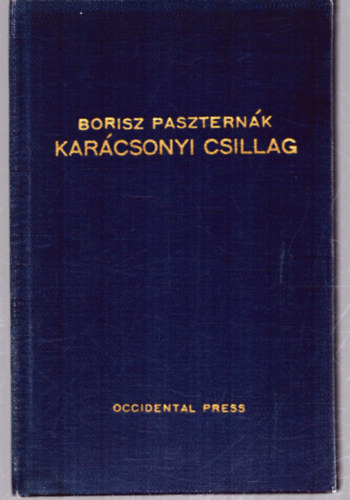 BORISZ PASZTERNÁK
KARÁCSONYI CSILLAG
OCCIDENTAL PRESS